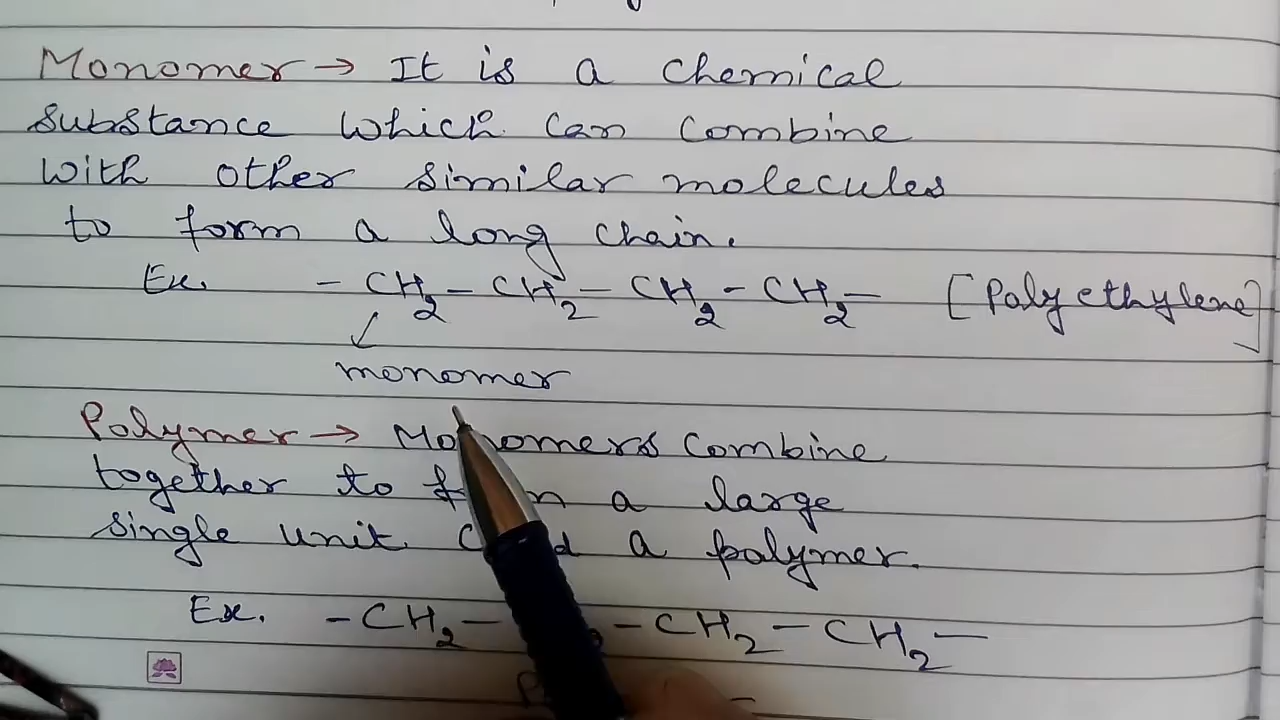 Monomer → It is a chemical
substance which can combine
with other similar molecules
to form a long chain.
Ex. - CH2 - CH2 - CH2 - CH2 - [Polyethylene]
monomer
Polymer → Monomers combine
together to a large
single unit a polymer.
Ex. - CH2 - - CH2 - CH2 -